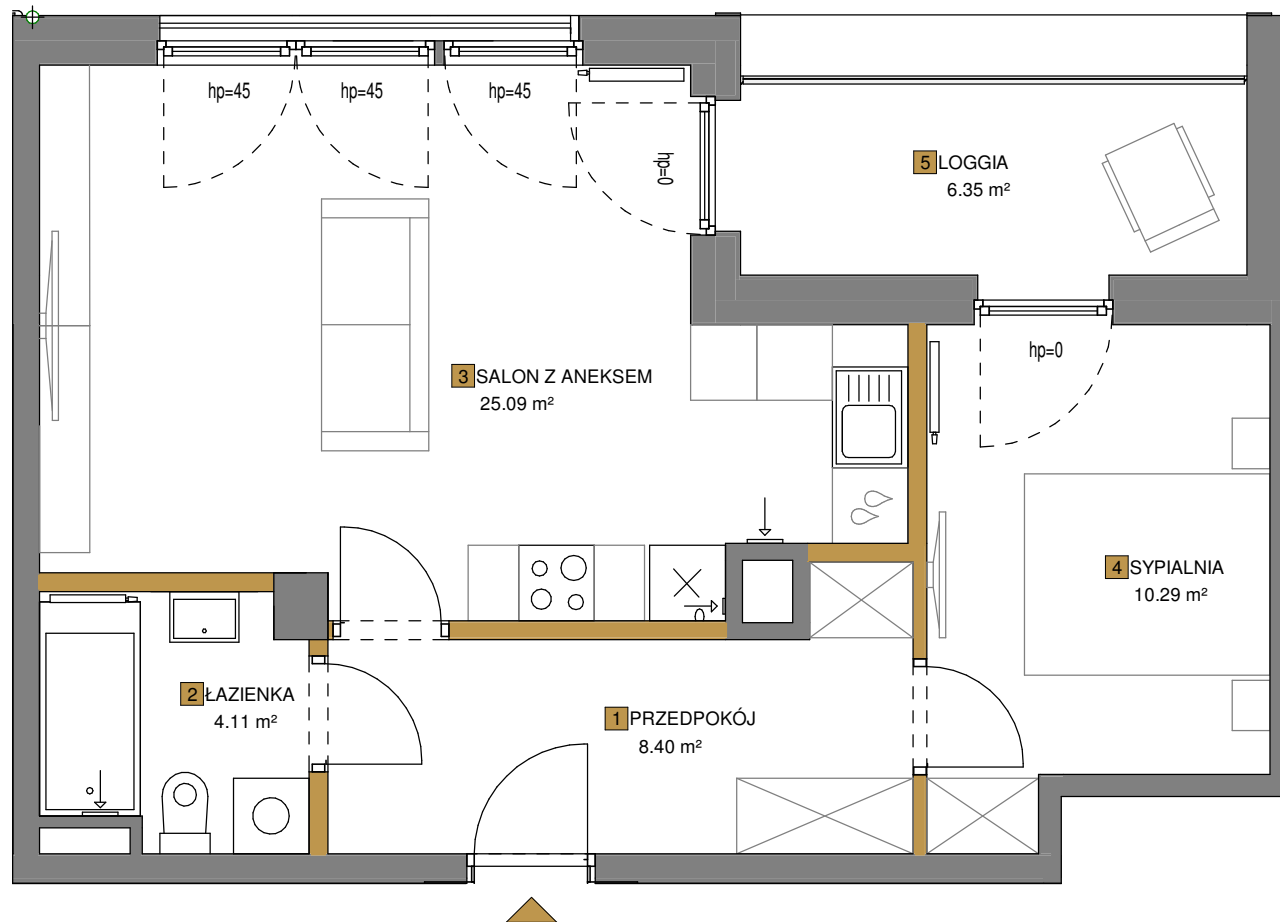 hp=45
hp=45
hp=45
hp=0
5 LOGGIA
6.35 m²
hp=0
3 SALON Z ANEKSEM
25.09 m²
4 SYPIALNIA
10.29 m²
2 ŁAZIENKA
4.11 m²
1 PRZEDPOKÓJ
8.40 m²